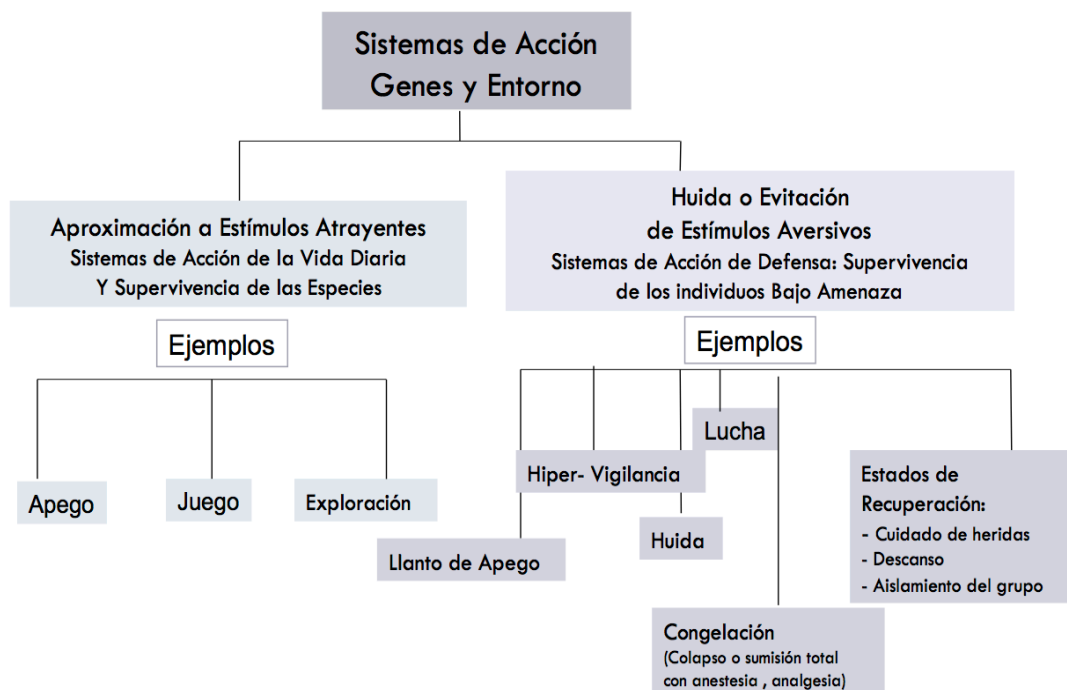 Sistemas de Acción
Genes y Entorno
Aproximación a Estímulos Atrayentes
Sistemas de Acción de la Vida Diaria
Y Supervivencia de las Especies
Huida o Evitación
de Estímulos Aversivos
Sistemas de Acción de Defensa: Supervivencia
de los individuos Bajo Amenaza
Ejemplos
Ejemplos
Apego
Juego
Exploración
Llanto de Apego
Hiper- Vigilancia
Huida
Lucha
Congelación
(Colapso o sumisión total
con anestesia , analgesia)
Estados de
Recuperación:
- Cuidado de heridas
- Descanso
- Aislamiento del grupo